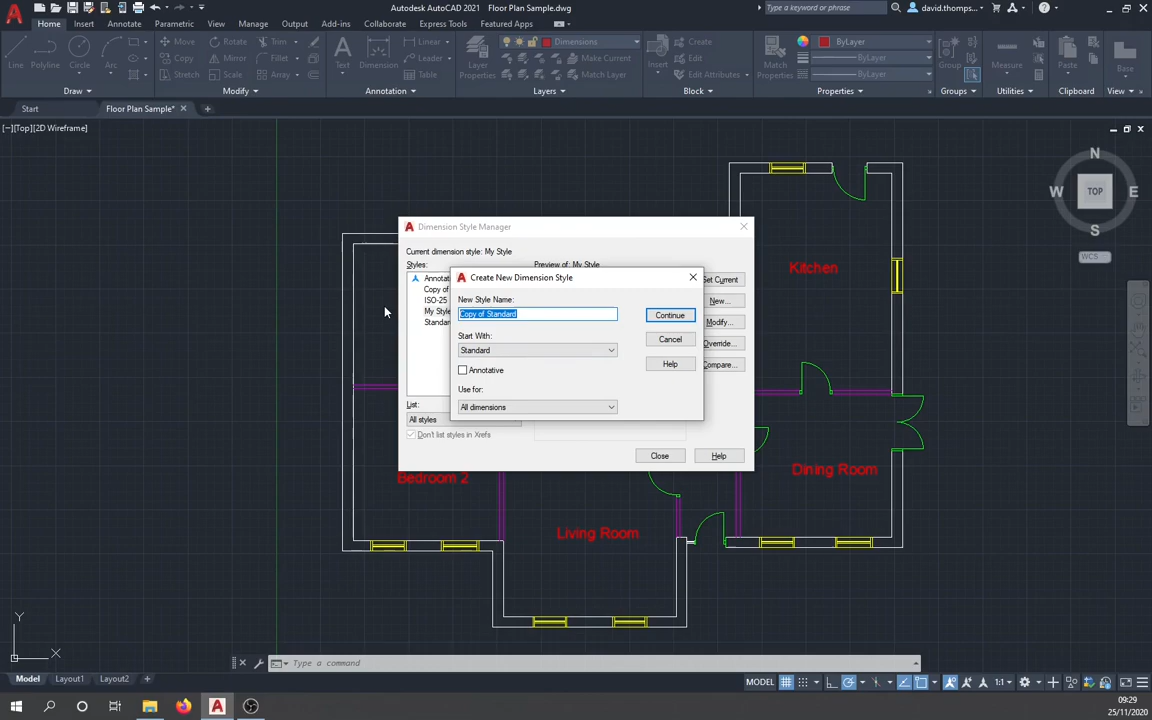 Autodesk AutoCAD 2021 Floor Plan Sample.dwg
Type a keyword or phrase
david.thomps...
Home Insert Annotate Parametric View Manage Output Add-ins Collaborate Express Tools Featured Apps
Line Polyline Circle Arc
Move Rotate Trim
Copy Mirror Fillet
Stretch Scale Array
Text Dimension
Linear
Leader
Table
Layer Properties
Dimensions
Make Current
Match Layer
Insert
Create
Edit
Edit Attributes
Match Properties
ByLayer
ByLayer
ByLayer
Group
Measure
Paste
Base
Draw Modify Annotation Layers Block Properties Groups Utilities Clipboard View
Start Floor Plan Sample*
[−][Top][2D Wireframe]
N
W TOP E
S
WCS
Kitchen
Dining Room
Bedroom 2
Living Room
Dimension Style Manager
Current dimension style: My Style
Styles:
Preview of: My Style
Annotat
Copy of
ISO-25
My Style
Standar
Set Current
New...
Modify...
Override...
Compare...
List:
All styles
Don't list styles in Xrefs
Close Help
Create New Dimension Style
New Style Name:
Copy of Standard
Continue
Start With:
Cancel
Standard
Help
Annotative
Use for:
All dimensions
Y
X
Type a command
Model Layout1 Layout2
MODEL
1:1
09:29
25/11/2020